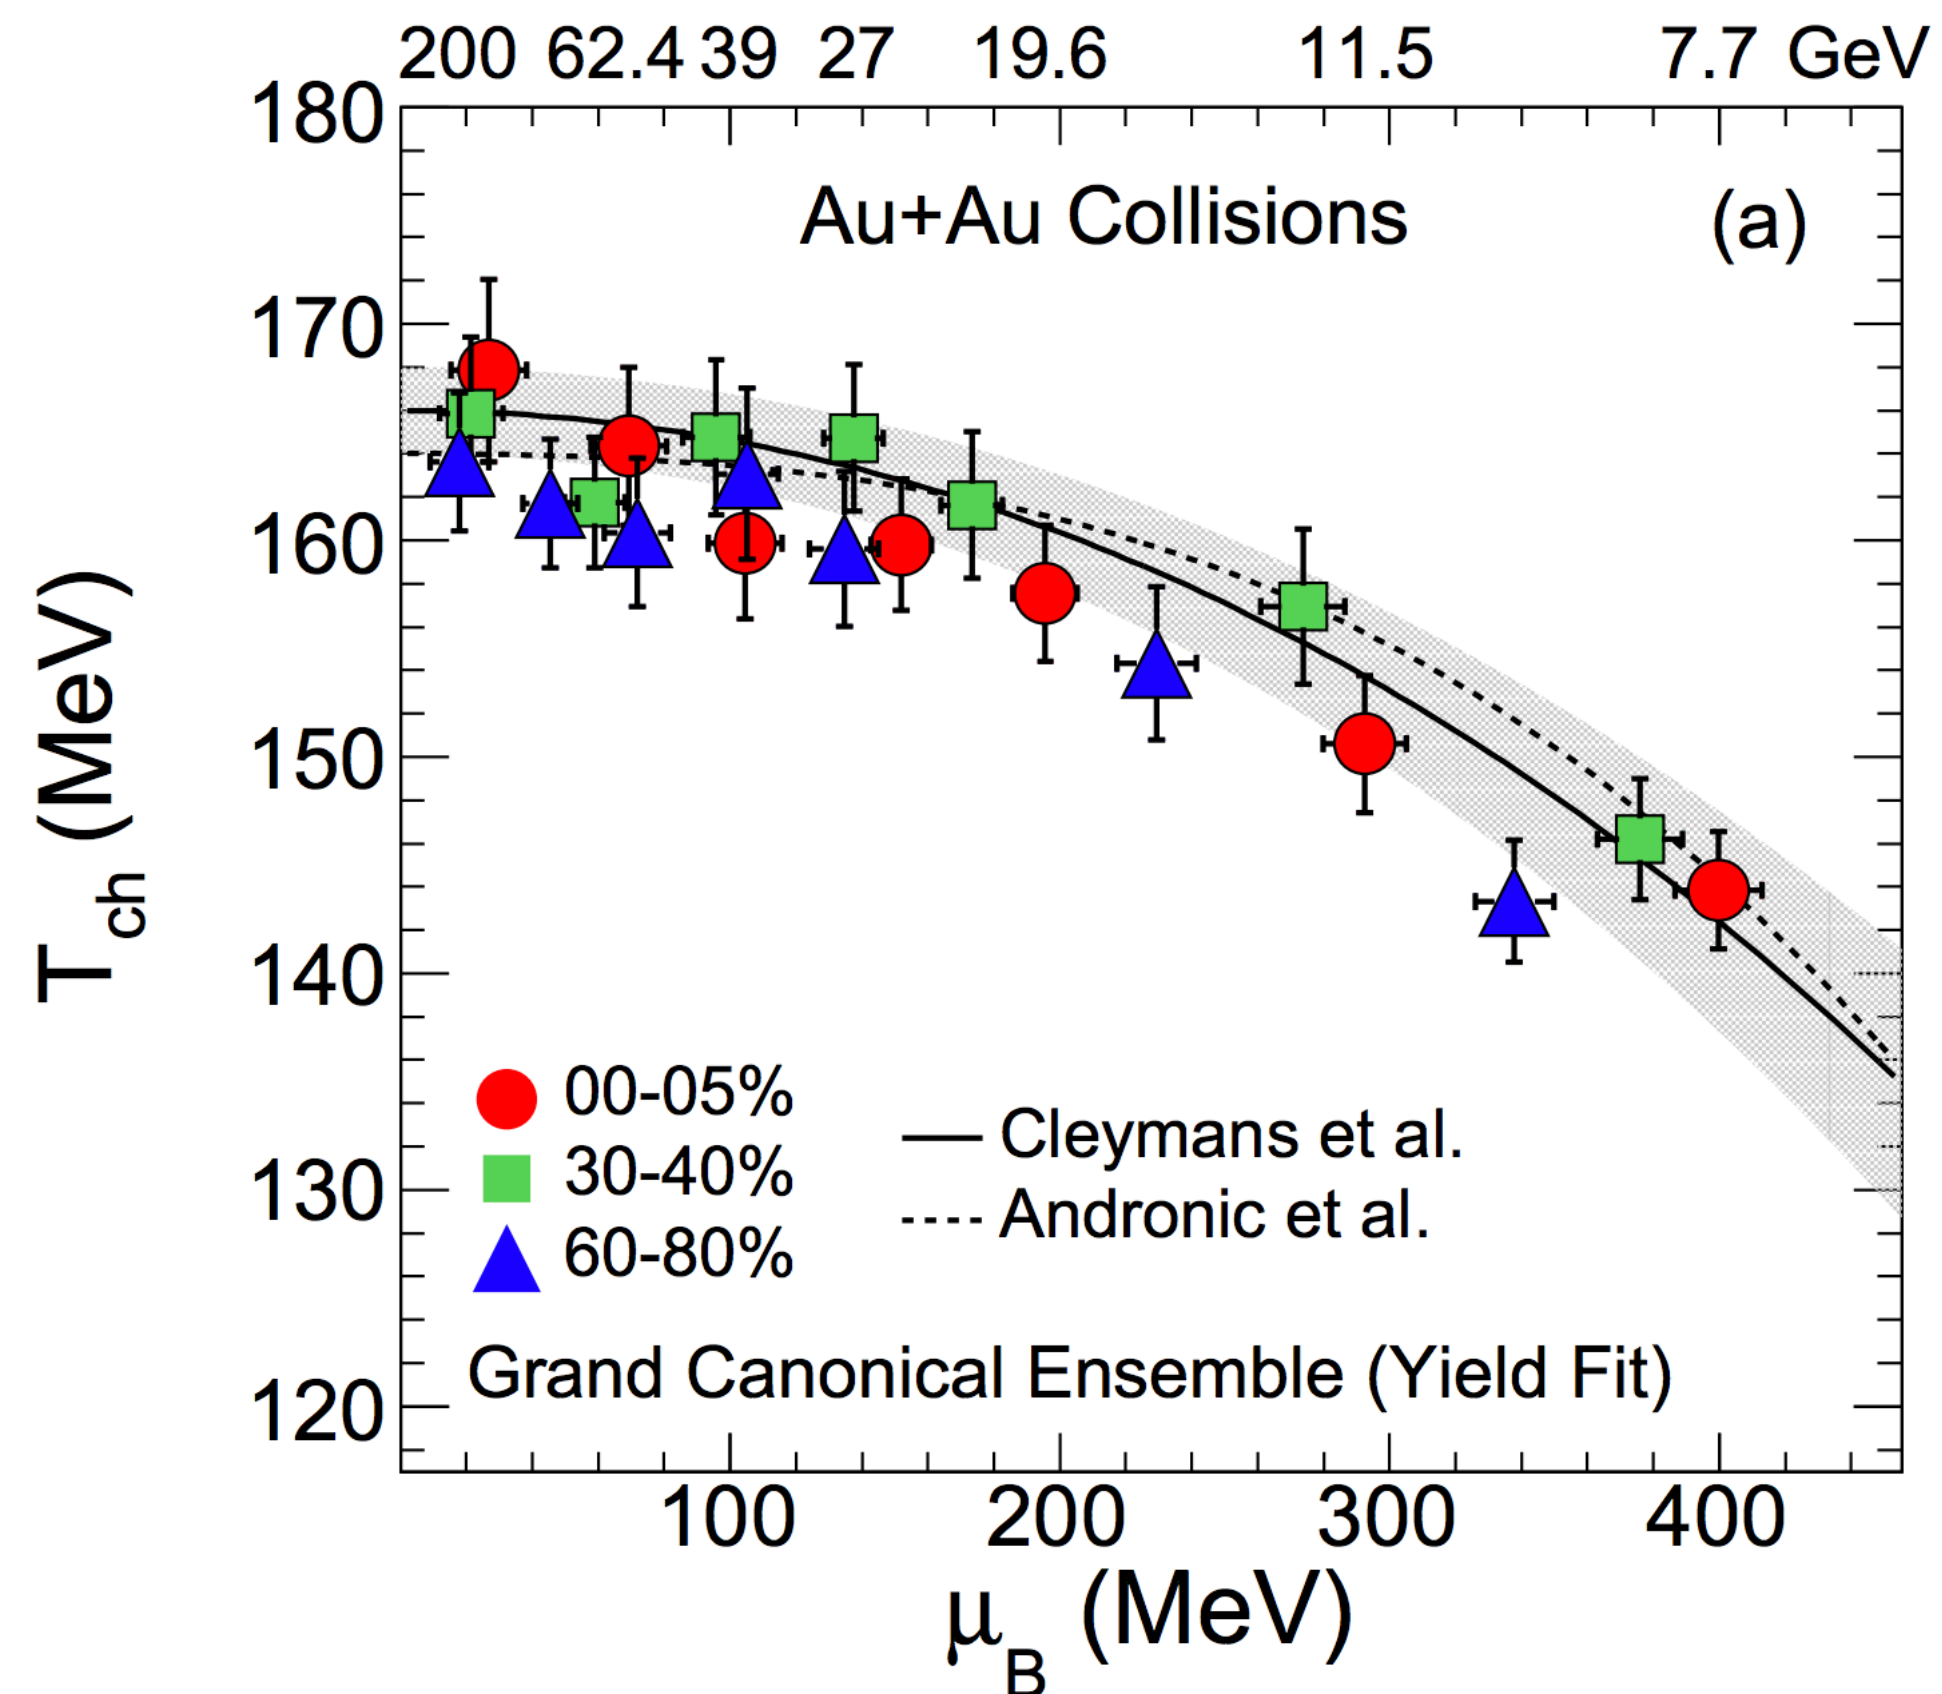 200 62.4 39 27 19.6 11.5 7.7 GeV
180
Au+Au Collisions (a)
170
160
150
140
130
120
T_ch (MeV)
00-05%
30-40%
60-80%
Cleymans et al.
Andronic et al.
Grand Canonical Ensemble (Yield Fit)
100 200 300 400
μ_B (MeV)